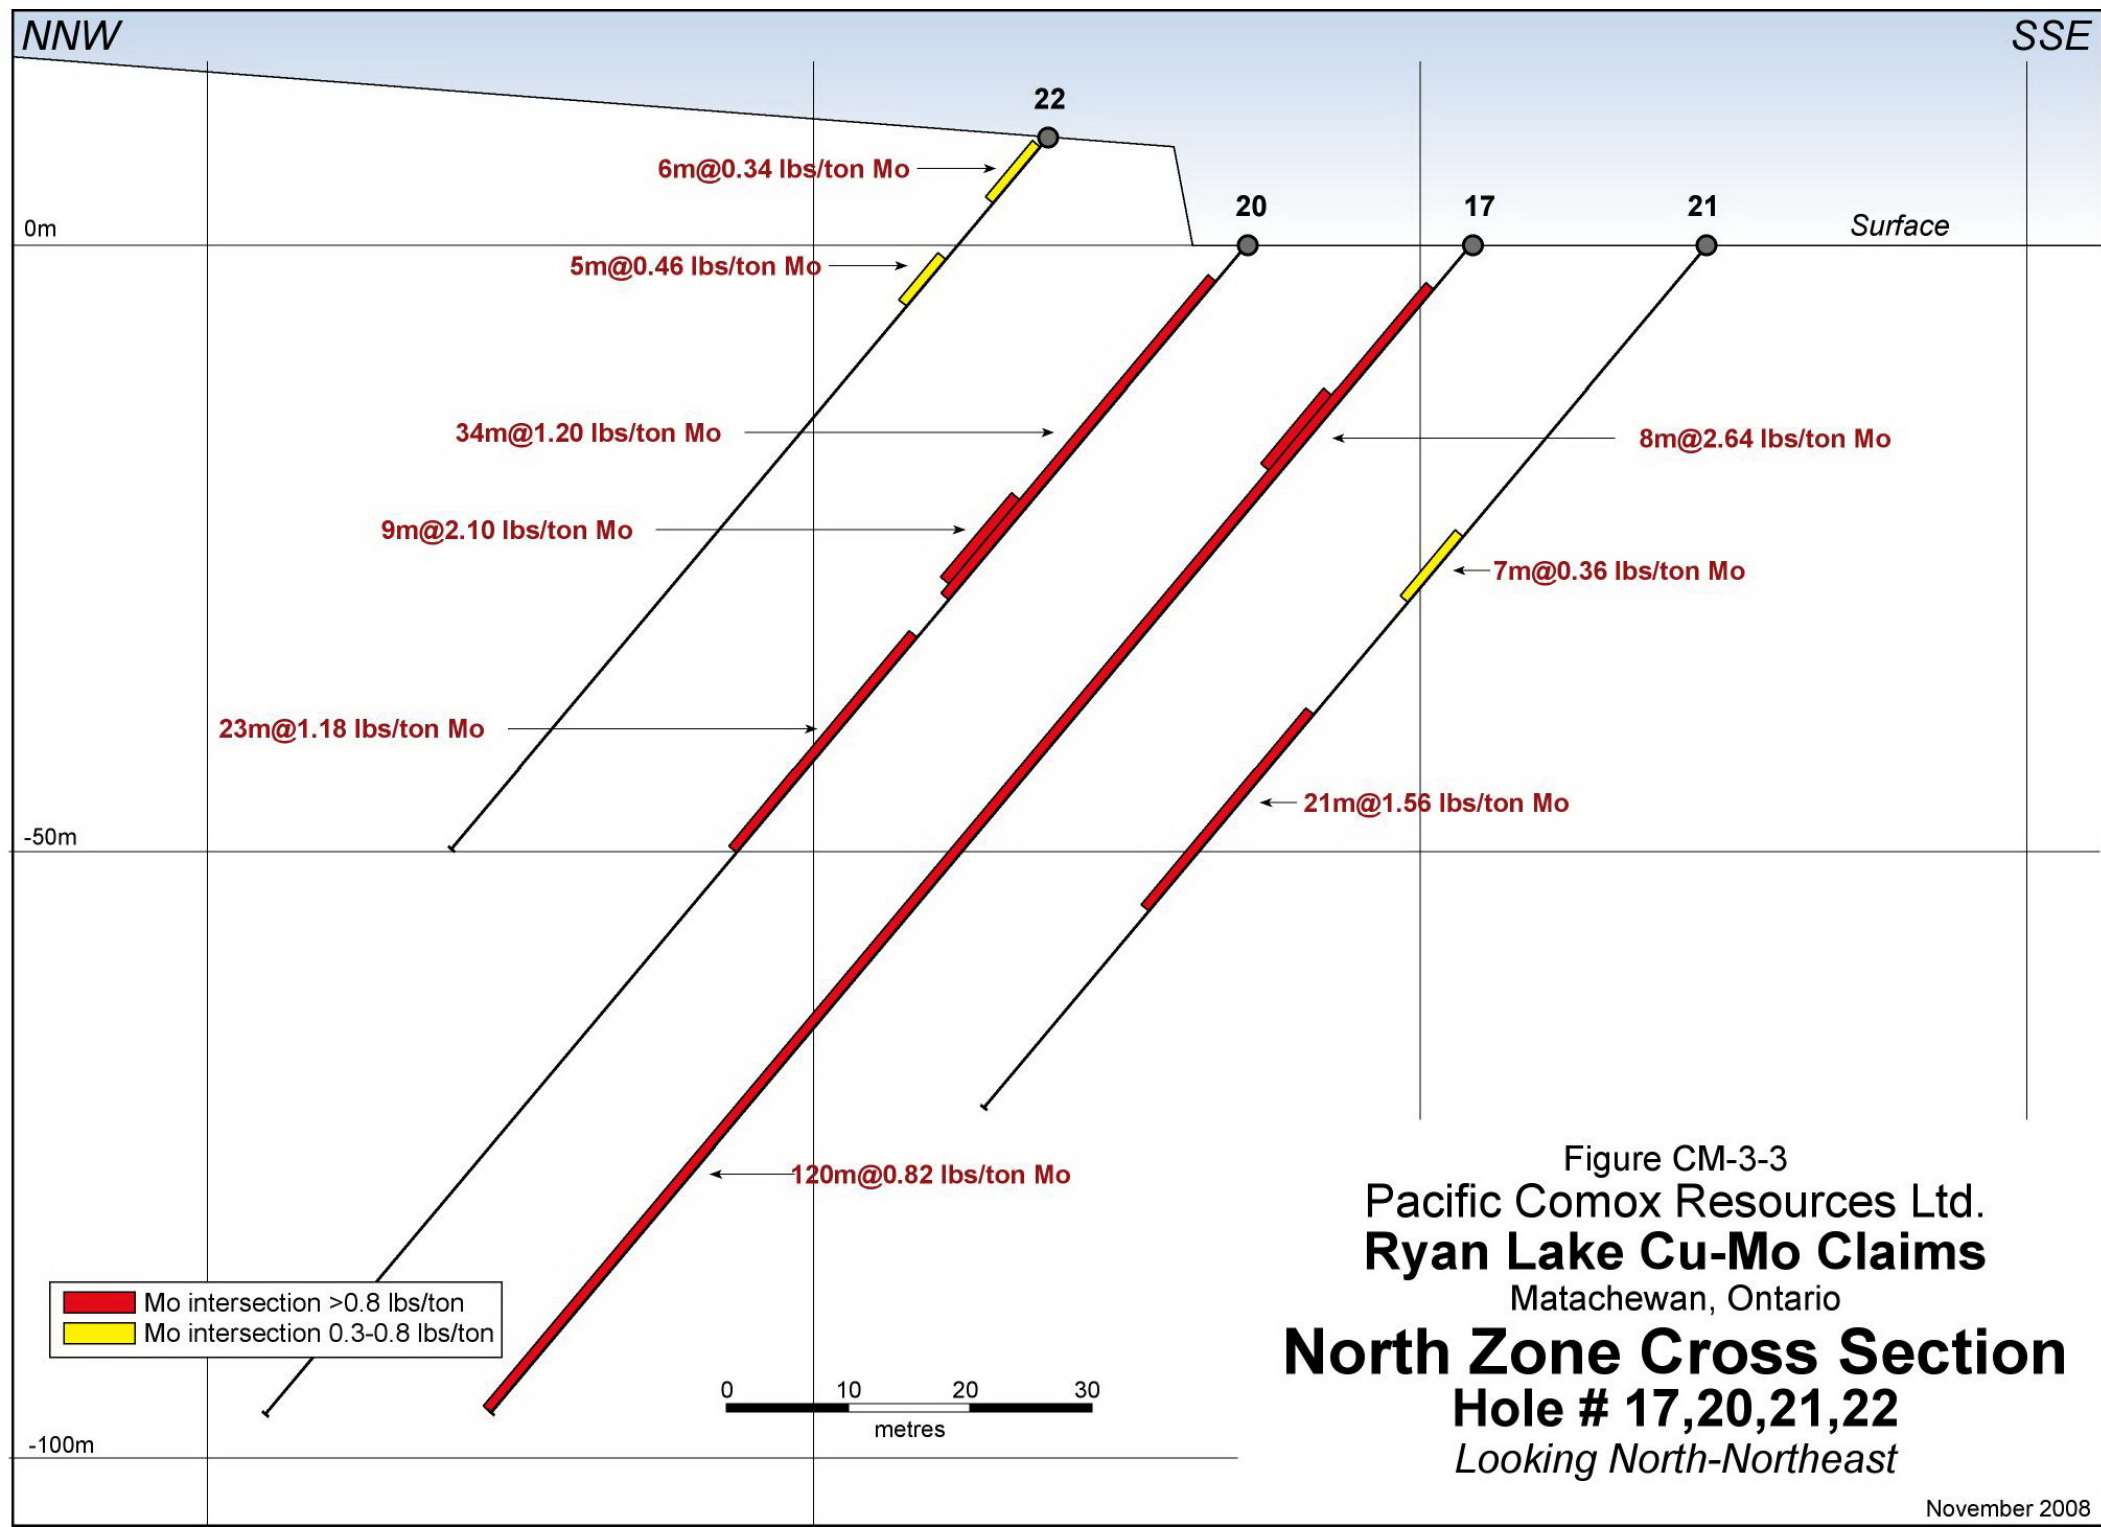 NNW
SSE
22
6m@0.34 lbs/ton Mo
20
17
21
0m
Surface
5m@0.46 lbs/ton Mo
34m@1.20 lbs/ton Mo
8m@2.64 lbs/ton Mo
9m@2.10 lbs/ton Mo
7m@0.36 lbs/ton Mo
23m@1.18 lbs/ton Mo
21m@1.56 lbs/ton Mo
-50m
120m@0.82 lbs/ton Mo
Figure CM-3-3
Pacific Comox Resources Ltd.
Ryan Lake Cu-Mo Claims
Matachewan, Ontario
North Zone Cross Section
Hole # 17,20,21,22
Looking North-Northeast
Mo intersection >0.8 lbs/ton
Mo intersection 0.3-0.8 lbs/ton
0 10 20 30
metres
-100m
November 2008